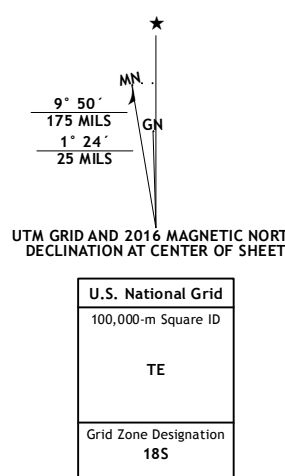 ★
MN
GN
9° 50´
175 MILS
1° 24´
25 MILS
UTM GRID AND 2016 MAGNETIC NORT
DECLINATION AT CENTER OF SHEET
U.S. National Grid
100,000-m Square ID
TE
Grid Zone Designation
18S